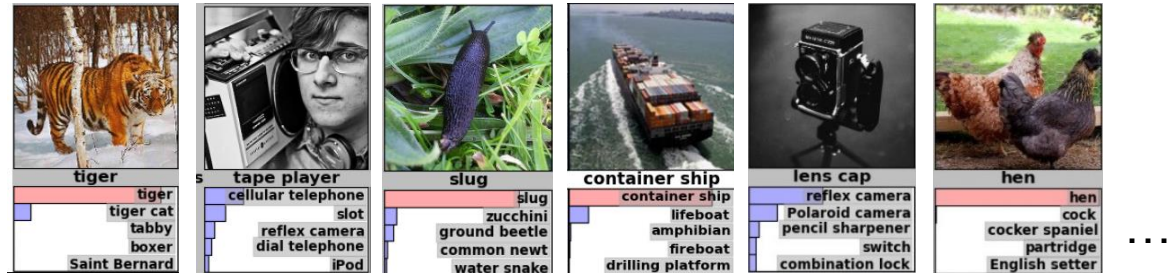 tiger
tiger
tiger cat
tabby
boxer
Saint Bernard
s
tape player
cellular telephone
slot
reflex camera
dial telephone
iPod
slug
slug
zucchini
ground beetle
common newt
water snake
container ship
container ship
lifeboat
amphibian
fireboat
drilling platform
lens cap
reflex camera
Polaroid camera
pencil sharpener
switch
combination lock
hen
hen
cock
cocker spaniel
partridge
English setter
...